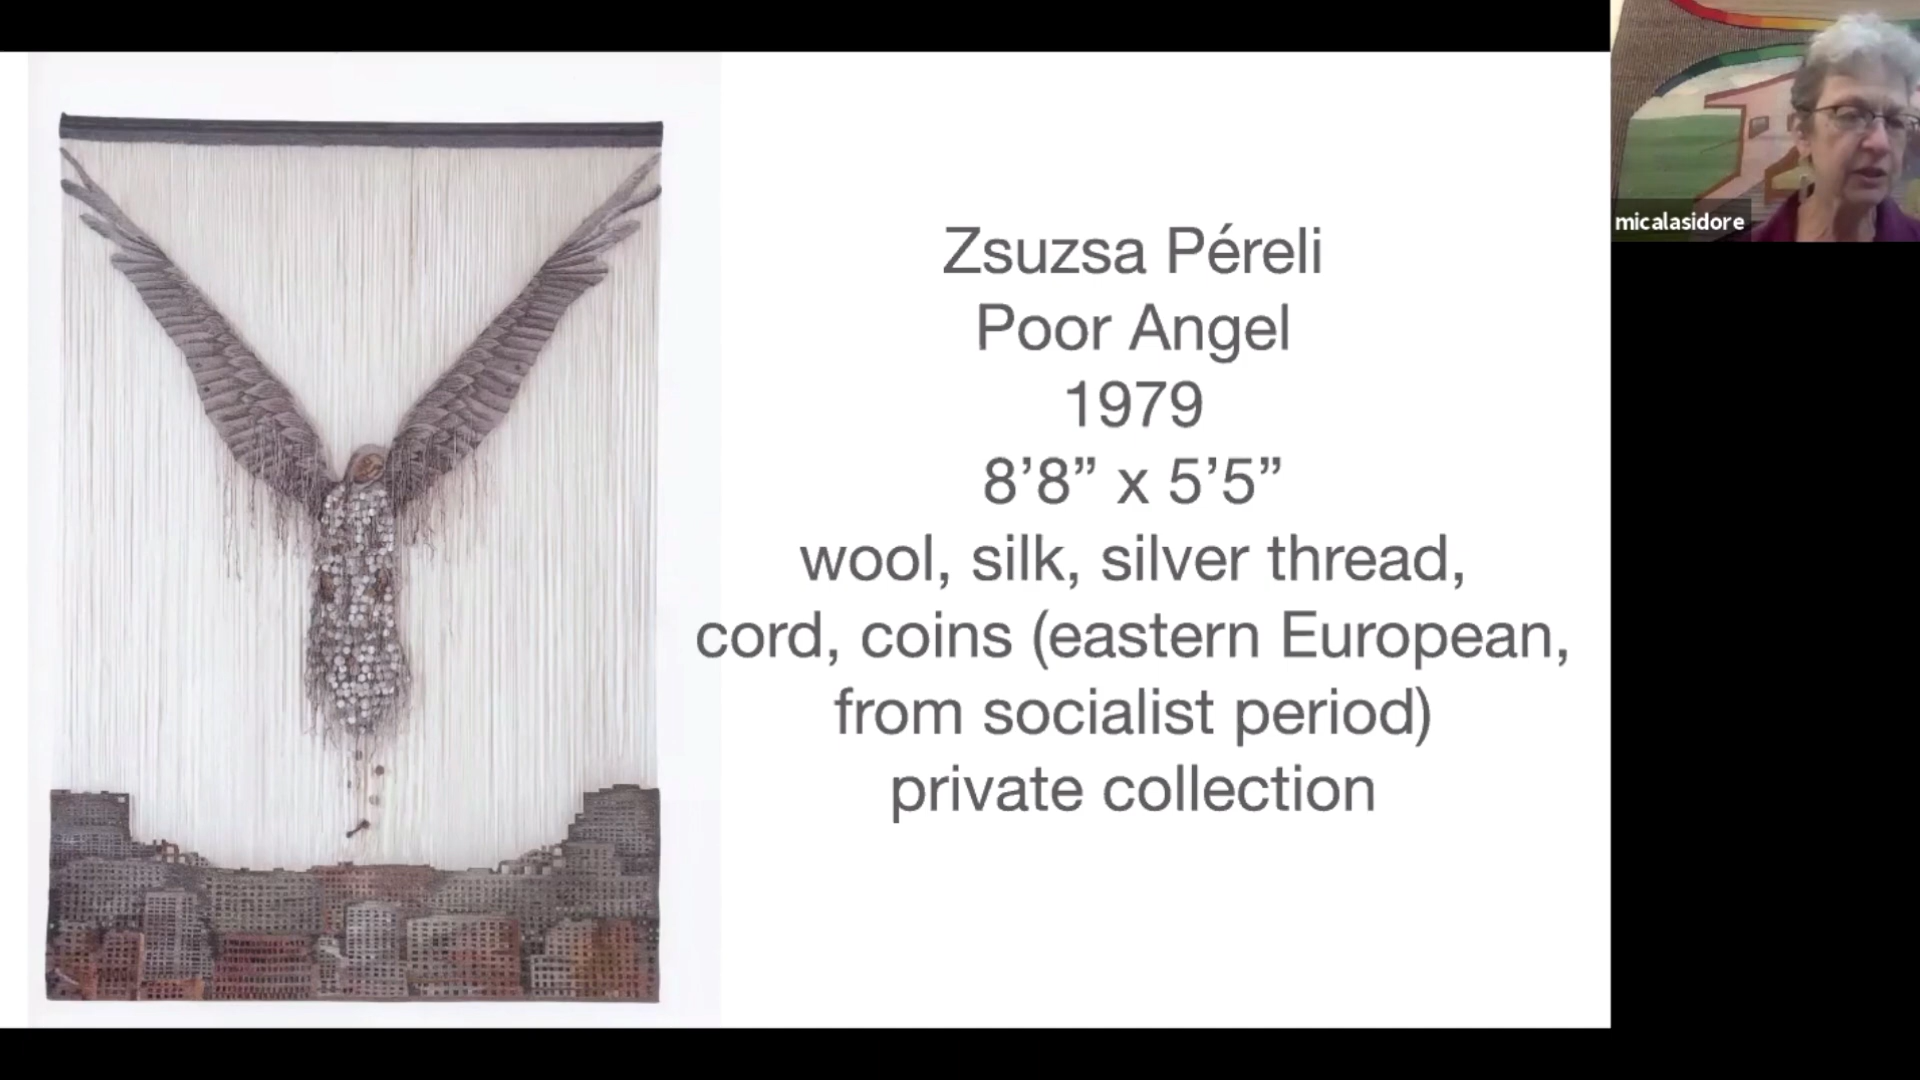 Zsuzsa Péreli
Poor Angel
1979
8’8” x 5’5”
wool, silk, silver thread,
cord, coins (eastern European,
from socialist period)
private collection
micalasidore